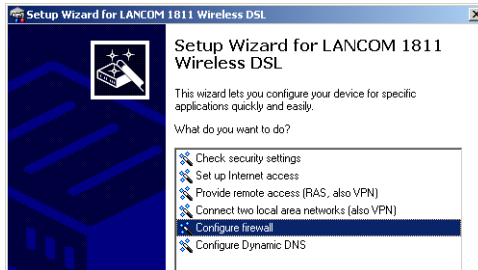 Setup Wizard for LANCOM 1811 Wireless DSL
Setup Wizard for LANCOM 1811
Wireless DSL
This wizard lets you configure your device for specific
applications quickly and easily.
What do you want to do?
Check security settings
Set up Internet access
Provide remote access (RAS, also VPN)
Connect two local area networks (also VPN)
Configure firewall
Configure Dynamic DNS